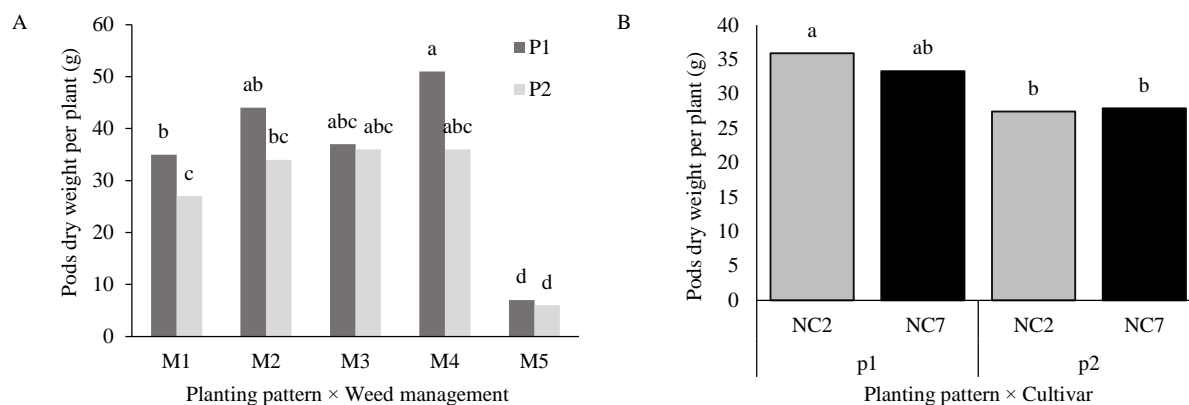 A
Pods dry weight per plant (g)
60
50
40
30
20
10
0
P1
P2
b
c
ab
bc
abc
abc
a
abc
d
d
M1 M2 M3 M4 M5
Planting pattern × Weed management
B
Pods dry weight per plant (g)
40
35
30
25
20
15
10
5
0
a
ab
b
b
NC2 NC7 NC2 NC7
p1 p2
Planting pattern × Cultivar